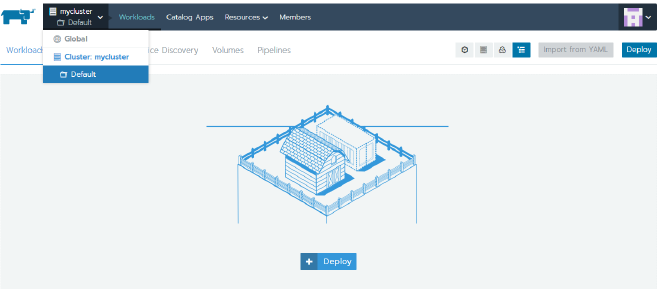 mycluster
Default
Workloads Catalog Apps Resources Members
Global
Cluster: mycluster
Default
Workload
ice Discovery Volumes Pipelines
Import from YAML Deploy
+ Deploy